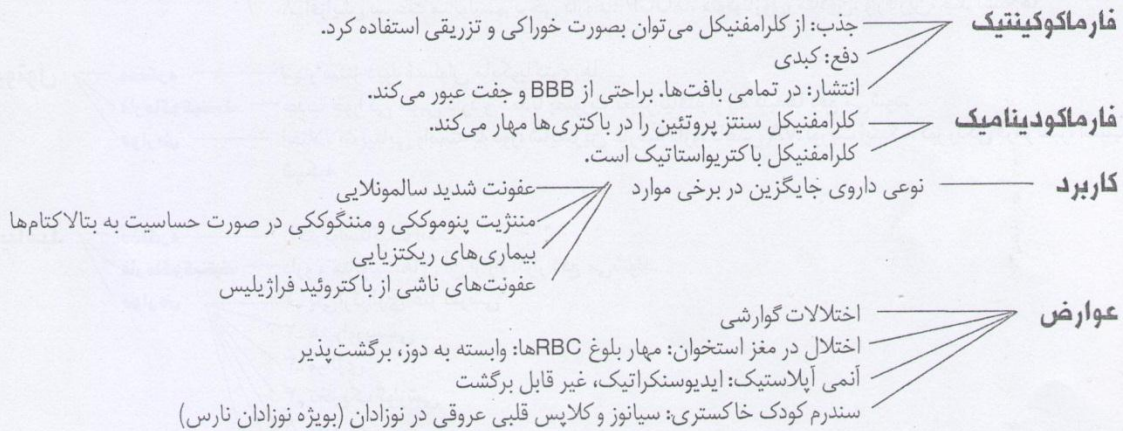 فارماکوکینتیک جذب: از کلرامفنیکل می‌توان بصورت خوراکی و تزریقی استفاده کرد.
دفع: کبدی
انتشار: در تمامی بافت‌ها. براحتی از BBB و جفت عبور می‌کند.
فارماکودینامیک کلرامفنیکل سنتز پروتئین را در باکتری‌ها مهار می‌کند.
کلرامفنیکل باکتریواستاتیک است.
کاربرد نوعی داروی جایگزین در برخی موارد عفونت شدید سالمونلایی
مننژیت پنوموککی و مننگوککی در صورت حساسیت به بتالاکتام‌ها
بیماری‌های ریکتزیایی
عفونت‌های ناشی از باکتروئید فراژیلیس
عوارض اختلالات گوارشی
اختلال در مغز استخوان: مهار بلوغ RBCها: وابسته به دوز، برگشت‌پذیر
آنمی آپلاستیک: ایدیوسنکراتیک، غیر قابل برگشت
سندرم کودک خاکستری: سیانوز و کلاپس قلبی عروقی در نوزادان (بویژه نوزادان نارس)